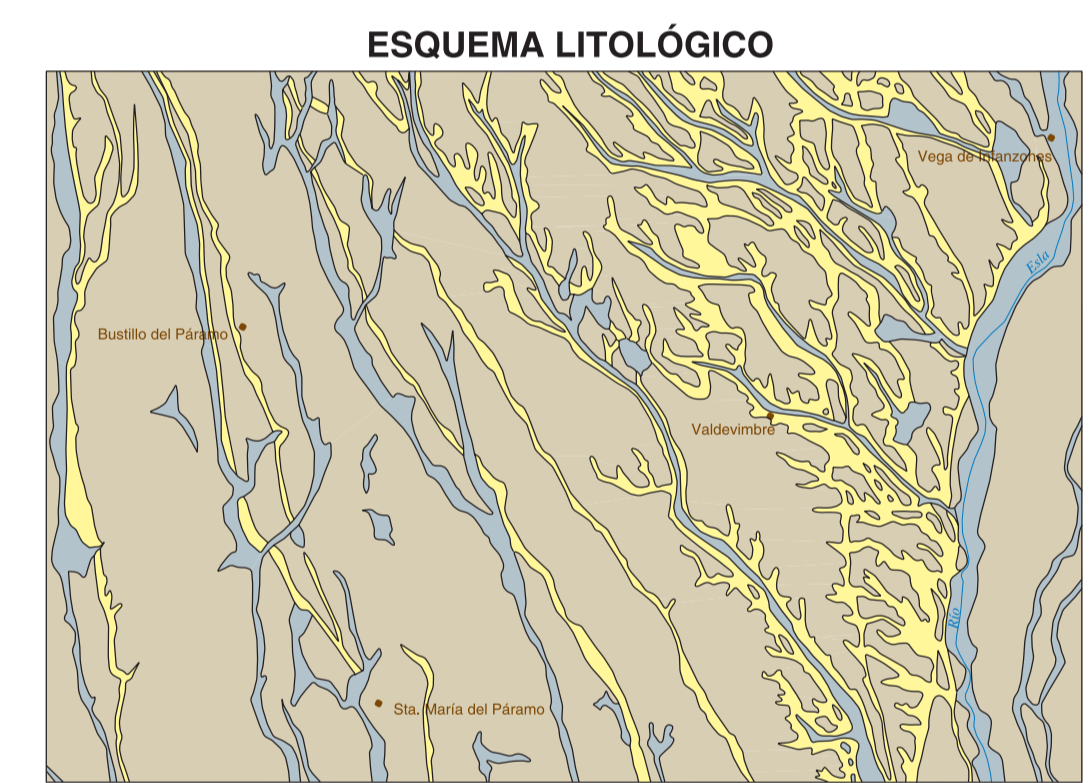 ESQUEMA LITOLÓGICO
Vega de Infanzones
Esla
Bustillo del Páramo
Valdevimbre
Río
Sta. María del Páramo